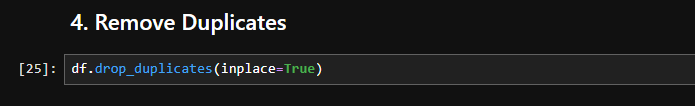 4. Remove Duplicates
[25]: df.drop_duplicates(inplace=True)